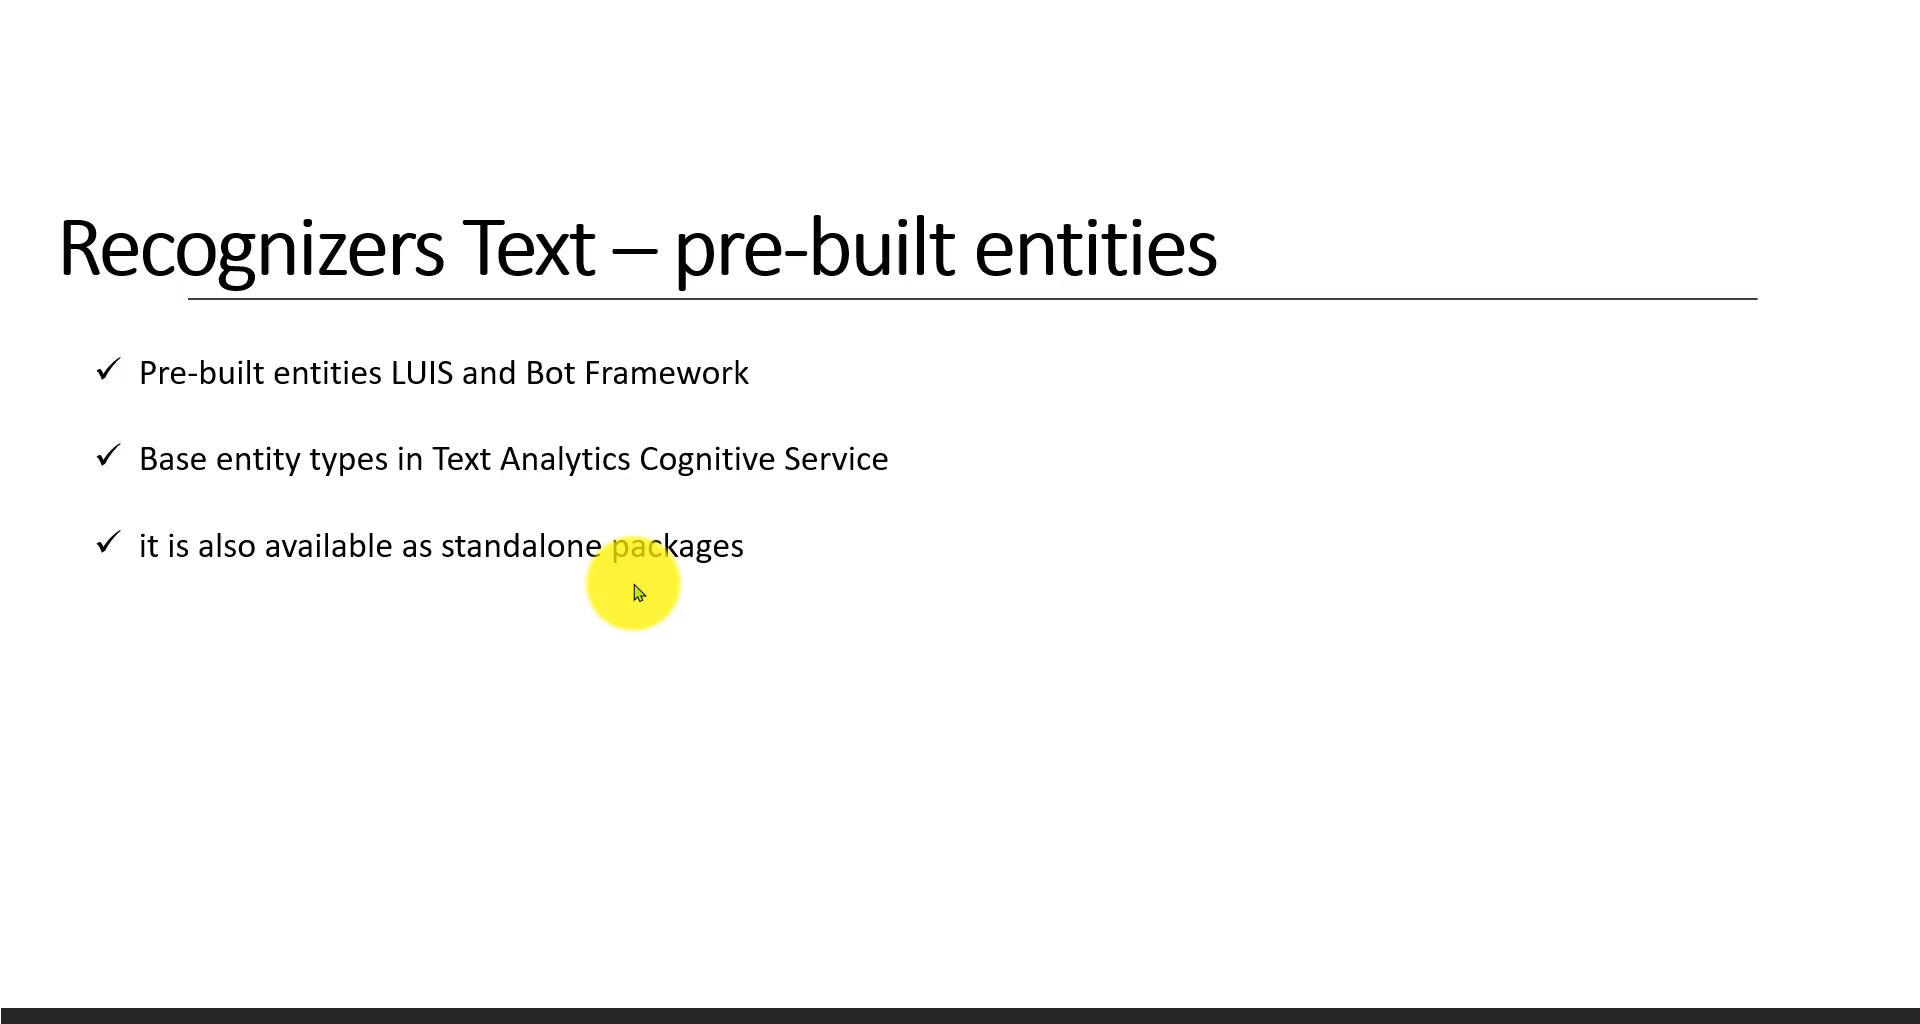 Recognizers Text – pre-built entities
✓ Pre-built entities LUIS and Bot Framework
✓ Base entity types in Text Analytics Cognitive Service
✓ it is also available as standalone packages